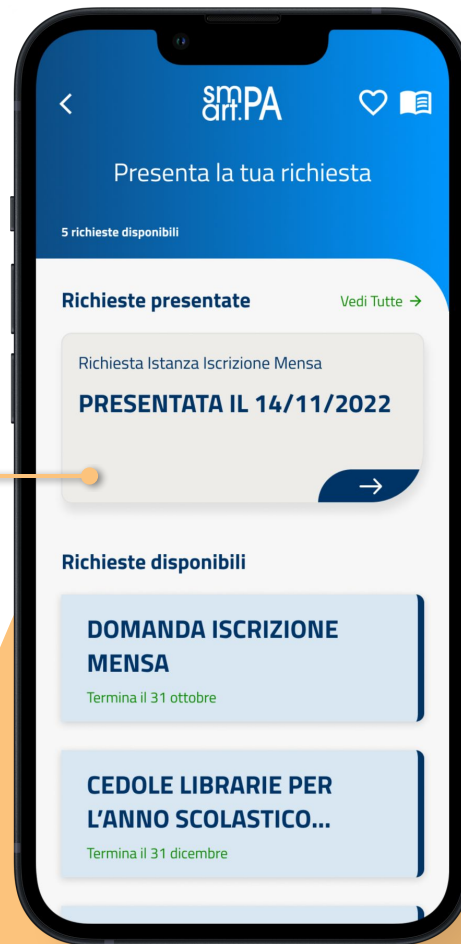 smart.PA
Presenta la tua richiesta
5 richieste disponibili
Richieste presentate
Vedi Tutte →
Richiesta Istanza Iscrizione Mensa
PRESENTATA IL 14/11/2022
Richieste disponibili
DOMANDA ISCRIZIONE
MENSA
Termina il 31 ottobre
CEDOLE LIBRARIE PER
L’ANNO SCOLASTICO...
Termina il 31 dicembre